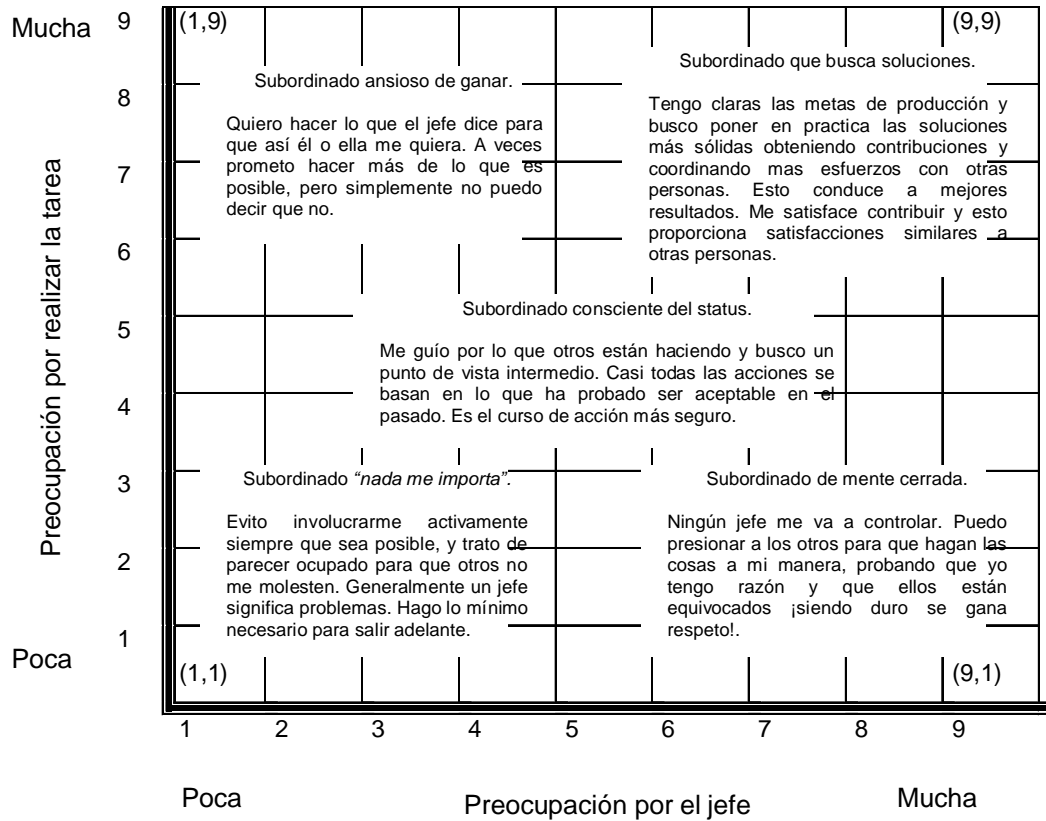 Mucha
9
(1,9)
(9,9)
Subordinado ansioso de ganar.
Quiero hacer lo que el jefe dice para
que así él o ella me quiera. A veces
prometo hacer más de lo que es
posible, pero simplemente no puedo
decir que no.
Subordinado que busca soluciones.
Tengo claras las metas de producción y
busco poner en practica las soluciones
más sólidas obteniendo contribuciones y
coordinando mas esfuerzos con otras
personas. Esto conduce a mejores
resultados. Me satisface contribuir y esto
proporciona satisfacciones similares a
otras personas.
8
7
6
Preocupación por realizar la tarea
5
Subordinado consciente del status.
Me guío por lo que otros están haciendo y busco un
punto de vista intermedio. Casi todas las acciones se
basan en lo que ha probado ser aceptable en el
pasado. Es el curso de acción más seguro.
4
3
Subordinado “nada me importa”.
Evito involucrarme activamente
siempre que sea posible, y trato de
parecer ocupado para que otros no
me molesten. Generalmente un jefe
significa problemas. Hago lo mínimo
necesario para salir adelante.
Subordinado de mente cerrada.
Ningún jefe me va a controlar. Puedo
presionar a los otros para que hagan las
cosas a mi manera, probando que yo
tengo razón y que ellos están
equivocados ¡siendo duro se gana
respeto!.
2
1
Poca
(1,1)
(9,1)
1 2 3 4 5 6 7 8 9
Poca
Preocupación por el jefe
Mucha